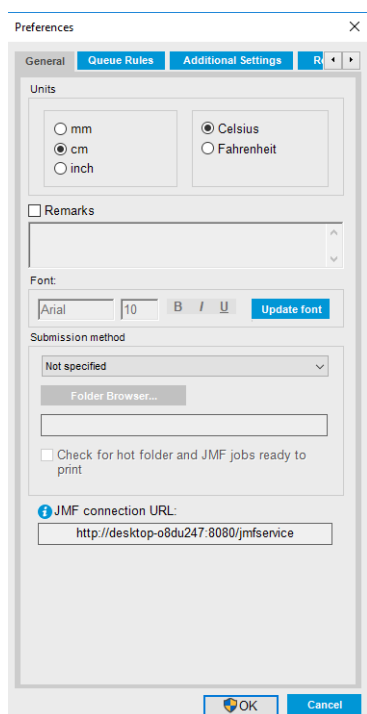 Preferences
General
Queue Rules
Additional Settings
Units
mm
cm
inch
Celsius
Fahrenheit
Remarks
Font:
Arial
10
B I U
Update font
Submission method
Not specified
Folder Browser...
Check for hot folder and JMF jobs ready to
print
JMF connection URL:
http://desktop-o8du247:8080/jmfservice
OK
Cancel